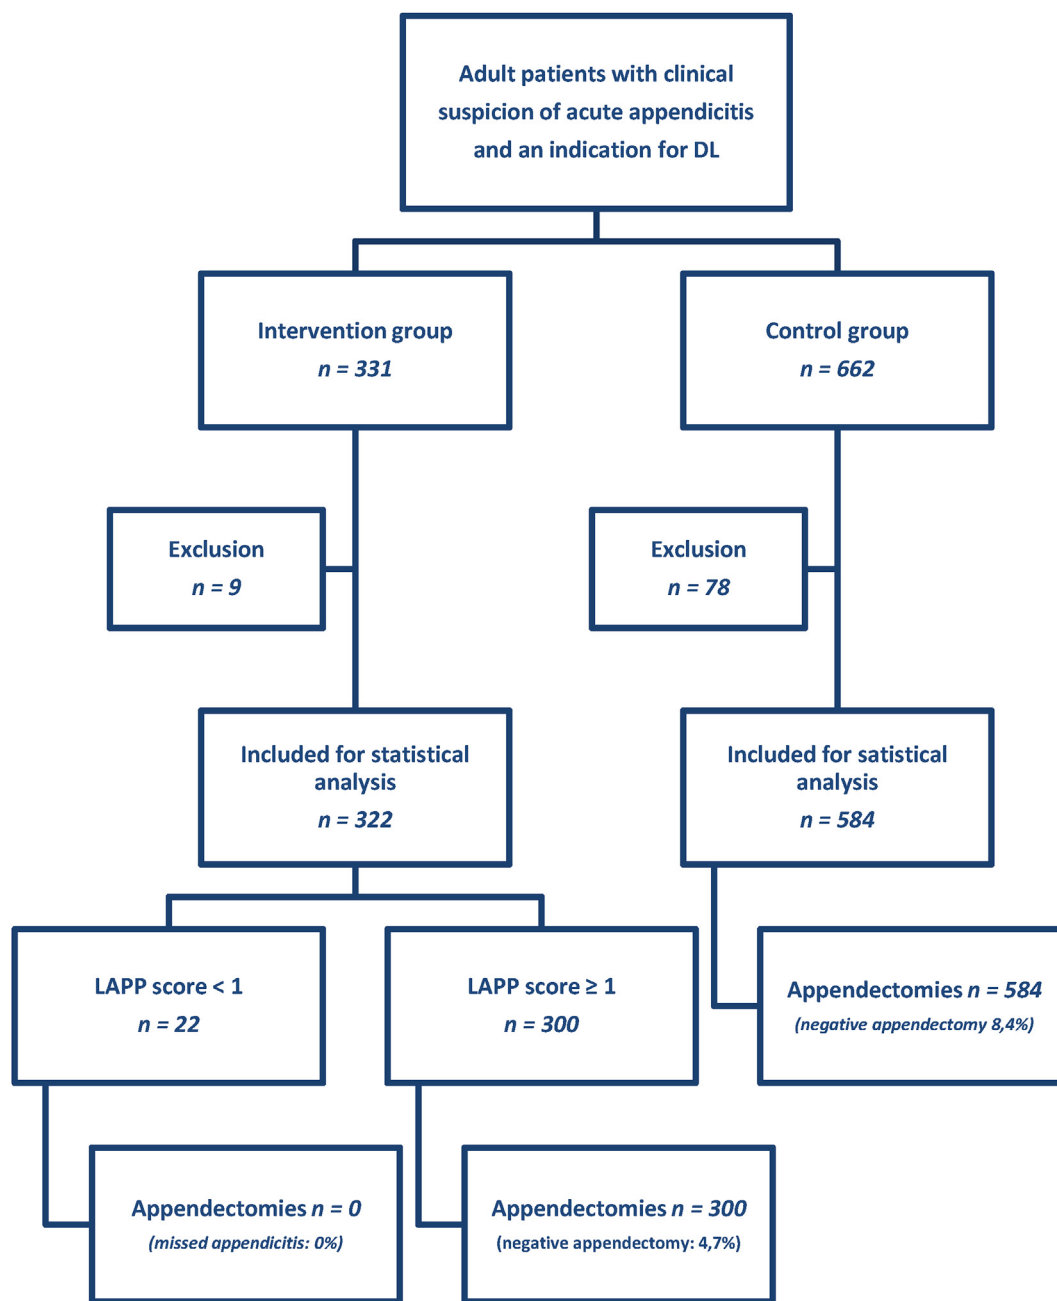 Adult patients with clinical
suspicion of acute appendicitis
and an indication for DL
Intervention group
n = 331
Control group
n = 662
Exclusion
n = 9
Exclusion
n = 78
Included for statistical
analysis
n = 322
Included for satistical
analysis
n = 584
LAPP score < 1
n = 22
LAPP score ≥ 1
n = 300
Appendectomies n = 584
(negative appendectomy 8,4%)
Appendectomies n = 0
(missed appendicitis: 0%)
Appendectomies n = 300
(negative appendectomy: 4,7%)